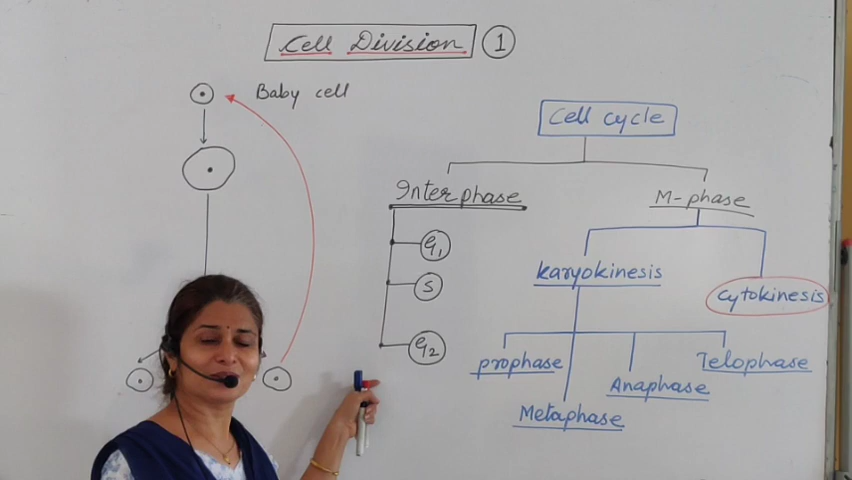 Cell Division 1
Baby cell
Cell cycle
Interphase
M-phase
G1
S
G2
karyokinesis
cytokinesis
prophase
Metaphase
Anaphase
Telophase